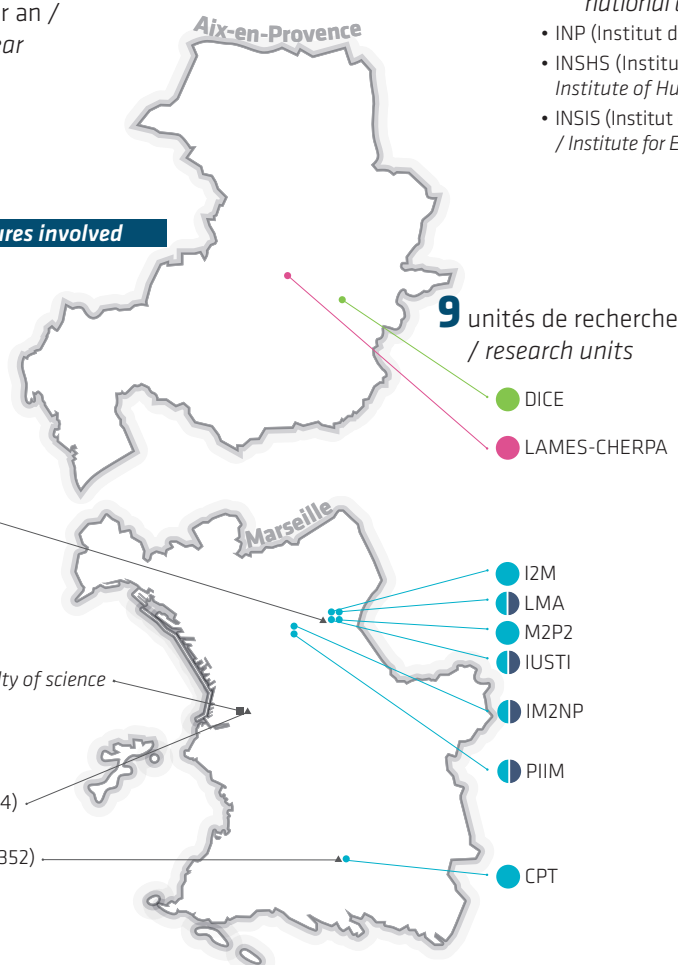 r an /
ear
Aix-en-Provence
national
• INP (Institut d
• INSHS (Institu
Institute of Hu
• INSIS (Institut
/ Institute for E
ures involved
9 unités de recherche
/ research units
DICE
LAMES-CHERPA
Marseille
I2M
LMA
M2P2
IUSTI
lty of science
IM2NP
PIIM
4)
352)
CPT